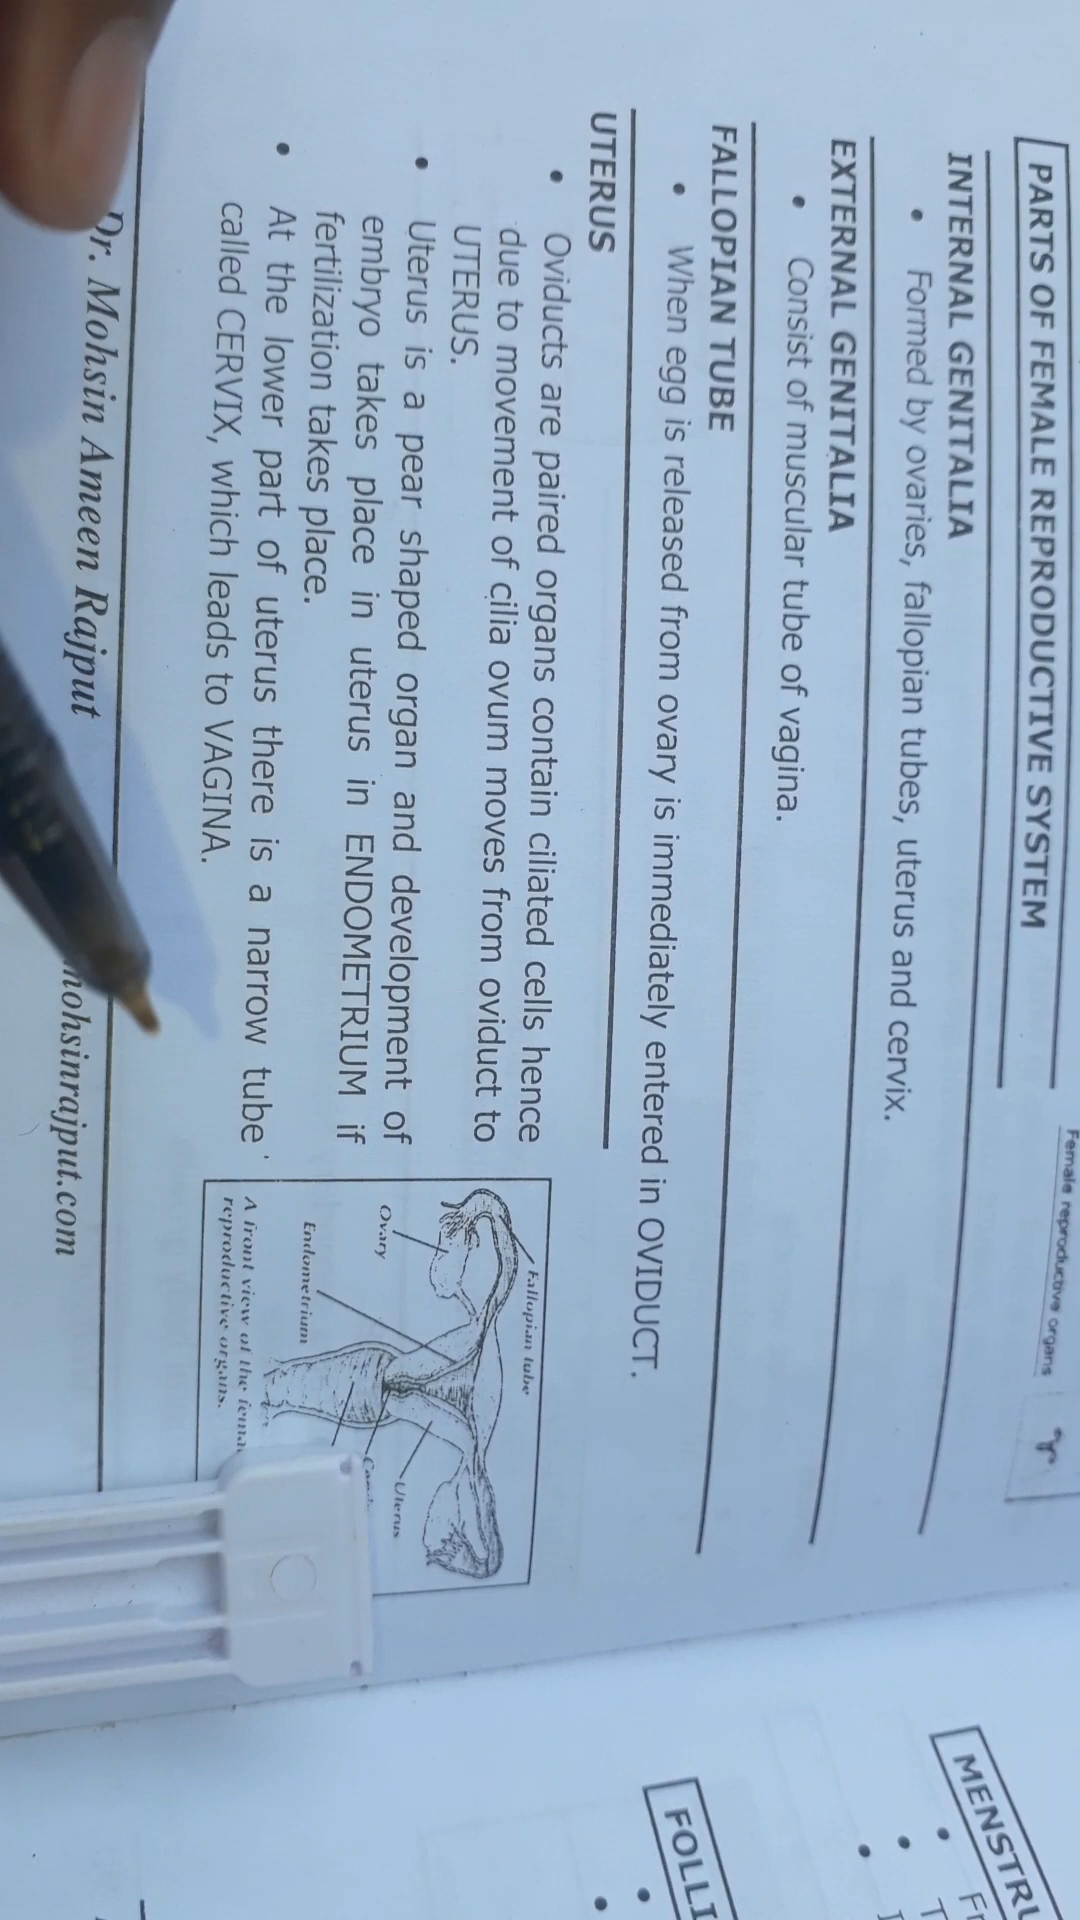 Female reproductive organs
PARTS OF FEMALE REPRODUCTIVE SYSTEM
INTERNAL GENITALIA
• Formed by ovaries, fallopian tubes, uterus and cervix.
EXTERNAL GENITALIA
• Consist of muscular tube of vagina.
FALLOPIAN TUBE
• When egg is released from ovary is immediately entered in OVIDUCT.
UTERUS
• Oviducts are paired organs contain ciliated cells hence
due to movement of cilia ovum moves from oviduct to
UTERUS.
• Uterus is a pear shaped organ and development of
embryo takes place in uterus in ENDOMETRIUM if
fertilization takes place.
• At the lower part of uterus there is a narrow tube
called CERVIX, which leads to VAGINA.
Fallopian tube
Ovary
Uterus
Endometrium
A front view of the
reproductive organs.
Dr. Mohsin Ameen Rajput
mohsinrajput.com
MENSTRU
FOLLI